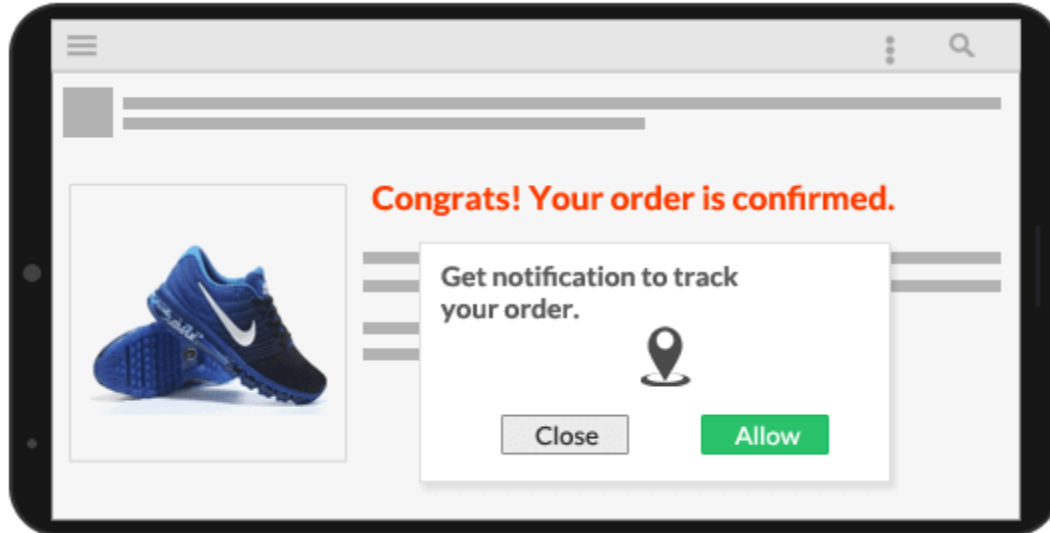 Congrats! Your order is confirmed.
Get notification to track
your order.
Close
Allow